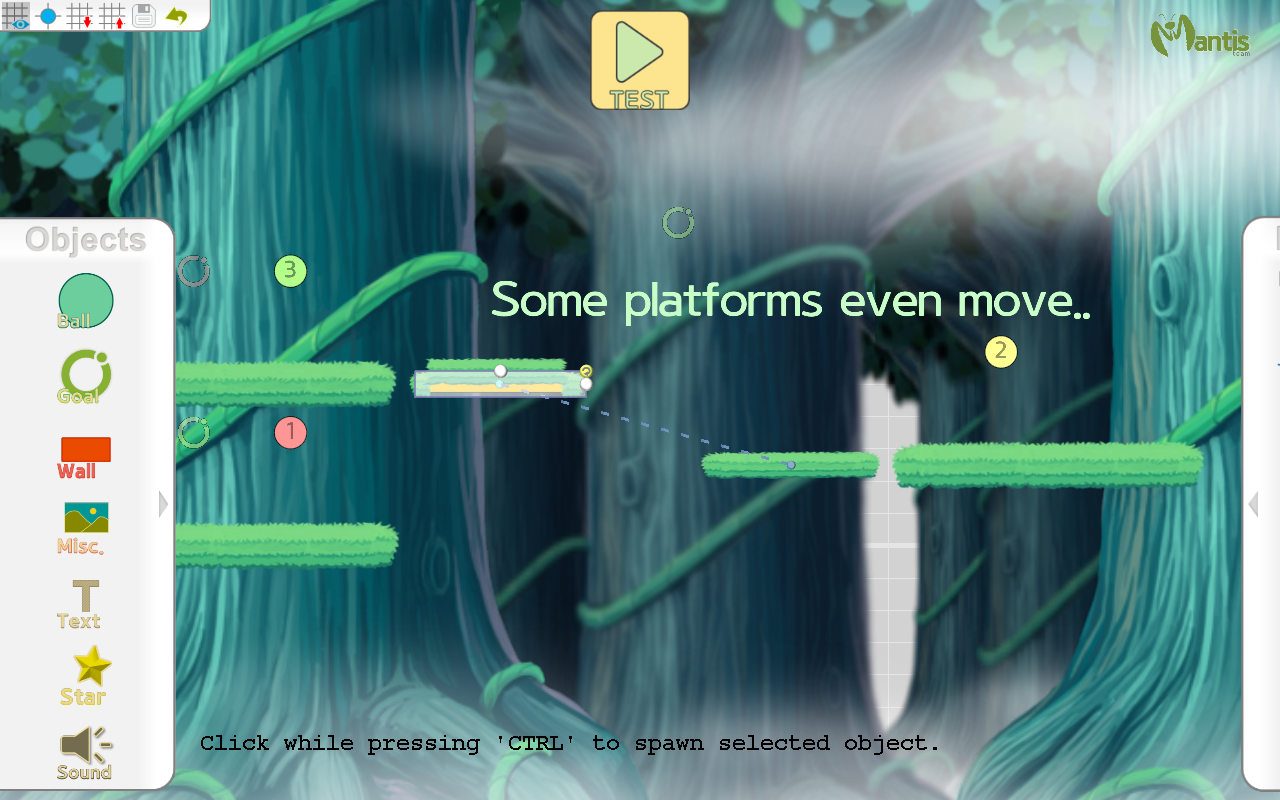 TEST
Mantis
team
Objects
3
Ball
Some platforms even move..
2
Goal
1
Wall
Misc.
Text
Star
Click while pressing 'CTRL' to spawn selected object.
Sound